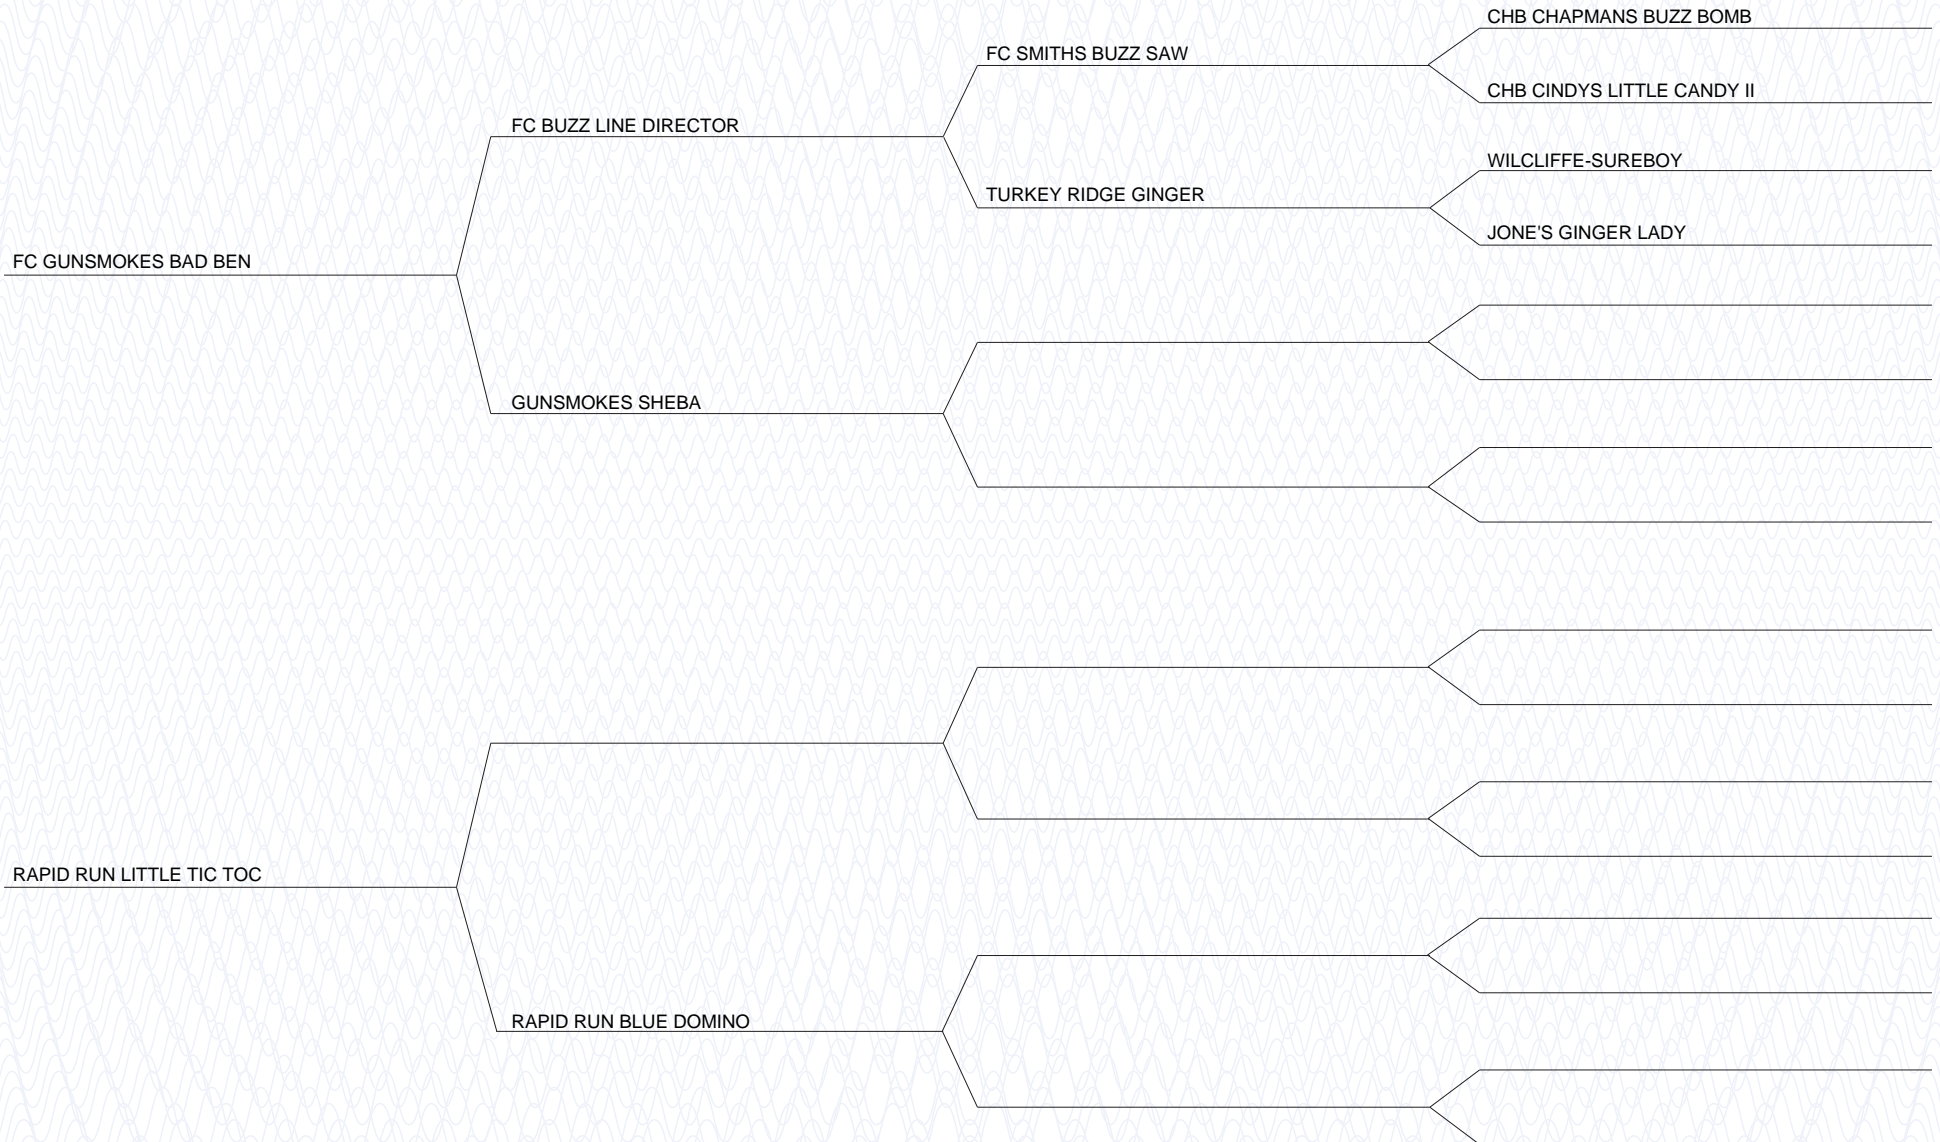 CHB CHAPMANS BUZZ BOMB
FC SMITHS BUZZ SAW
CHB CINDYS LITTLE CANDY II
FC BUZZ LINE DIRECTOR
WILCLIFFE-SUREBOY
TURKEY RIDGE GINGER
JONE'S GINGER LADY
FC GUNSMOKES BAD BEN
GUNSMOKES SHEBA
RAPID RUN LITTLE TIC TOC
RAPID RUN BLUE DOMINO